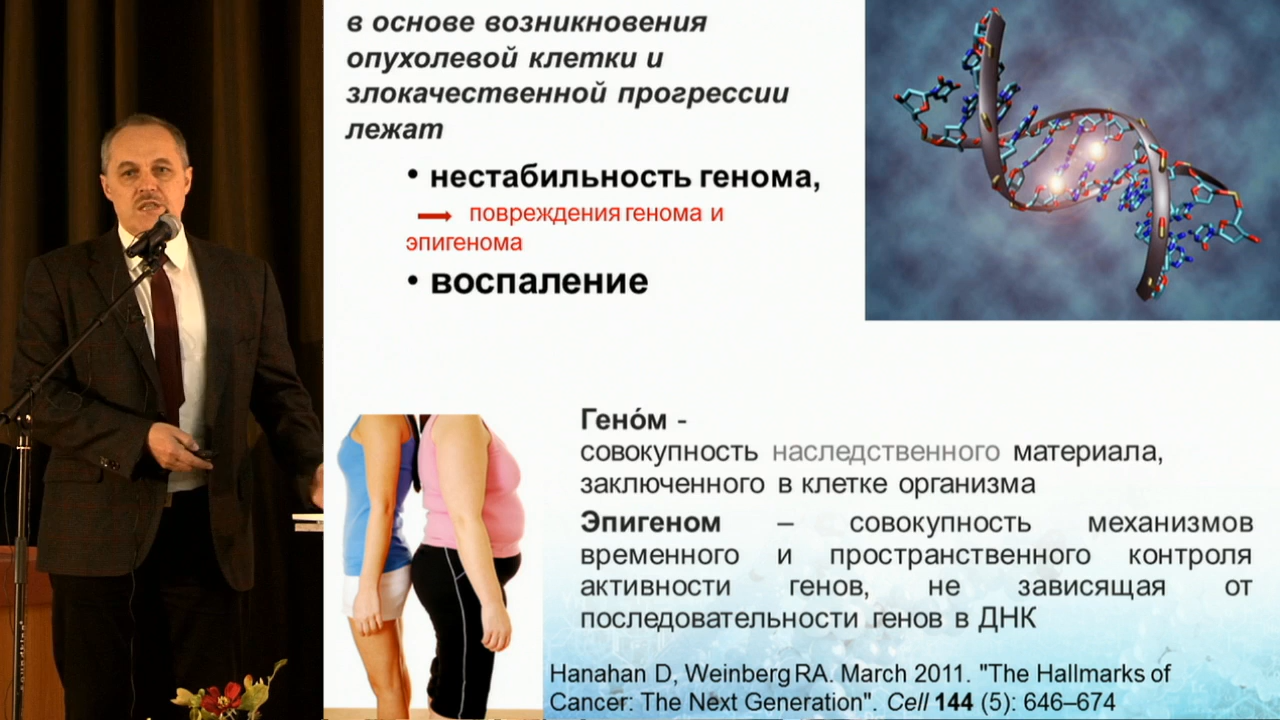 в основе возникновения
опухолевой клетки и
злокачественной прогрессии
лежат
• нестабильность генома,
повреждения генома и
эпигенома
• воспаление
Гено́м -
совокупность наследственного материала,
заключенного в клетке организма
Эпигеном – совокупность механизмов
временного и пространственного контроля
активности генов, не зависящая от
последовательности генов в ДНК
Hanahan D, Weinberg RA. March 2011. "The Hallmarks of
Cancer: The Next Generation". Cell 144 (5): 646–674